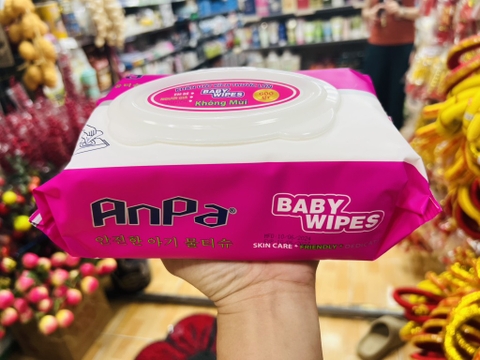 BABY
WIPES
Không Mùi
AnPa®
안전한 아기 물티슈
BABY
WIPES
SKIN CARE * FRIENDLY *